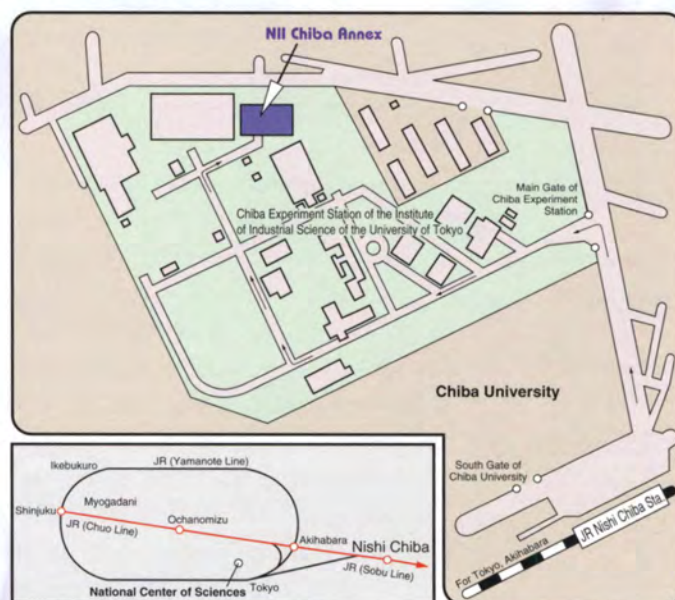 NII Chiba Annex
Main Gate of
Chiba Experiment
Station
Chiba Experiment Station of the Institute
of Industrial Science of the University of Tokyo
Chiba University
South Gate of
Chiba University
JR Nishi Chiba Sta.
For Tokyo, Akihabara
Ikebukuro
JR (Yamanote Line)
Shinjuku
Myogadani
JR (Chuo Line)
Ochanomizu
Akihabara
Nishi Chiba
JR (Sobu Line)
National Center of Sciences
Tokyo